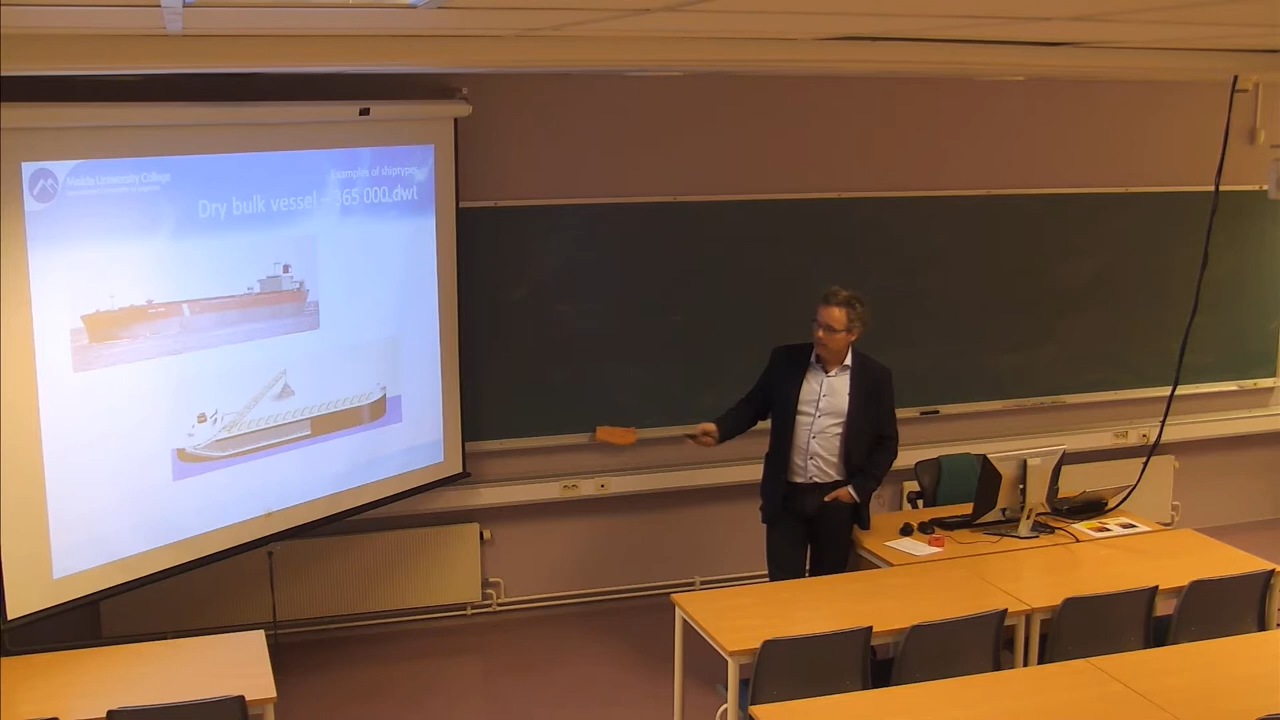 Molde University College
Examples of shiptypes
Dry bulk vessel – 365 000 dwt